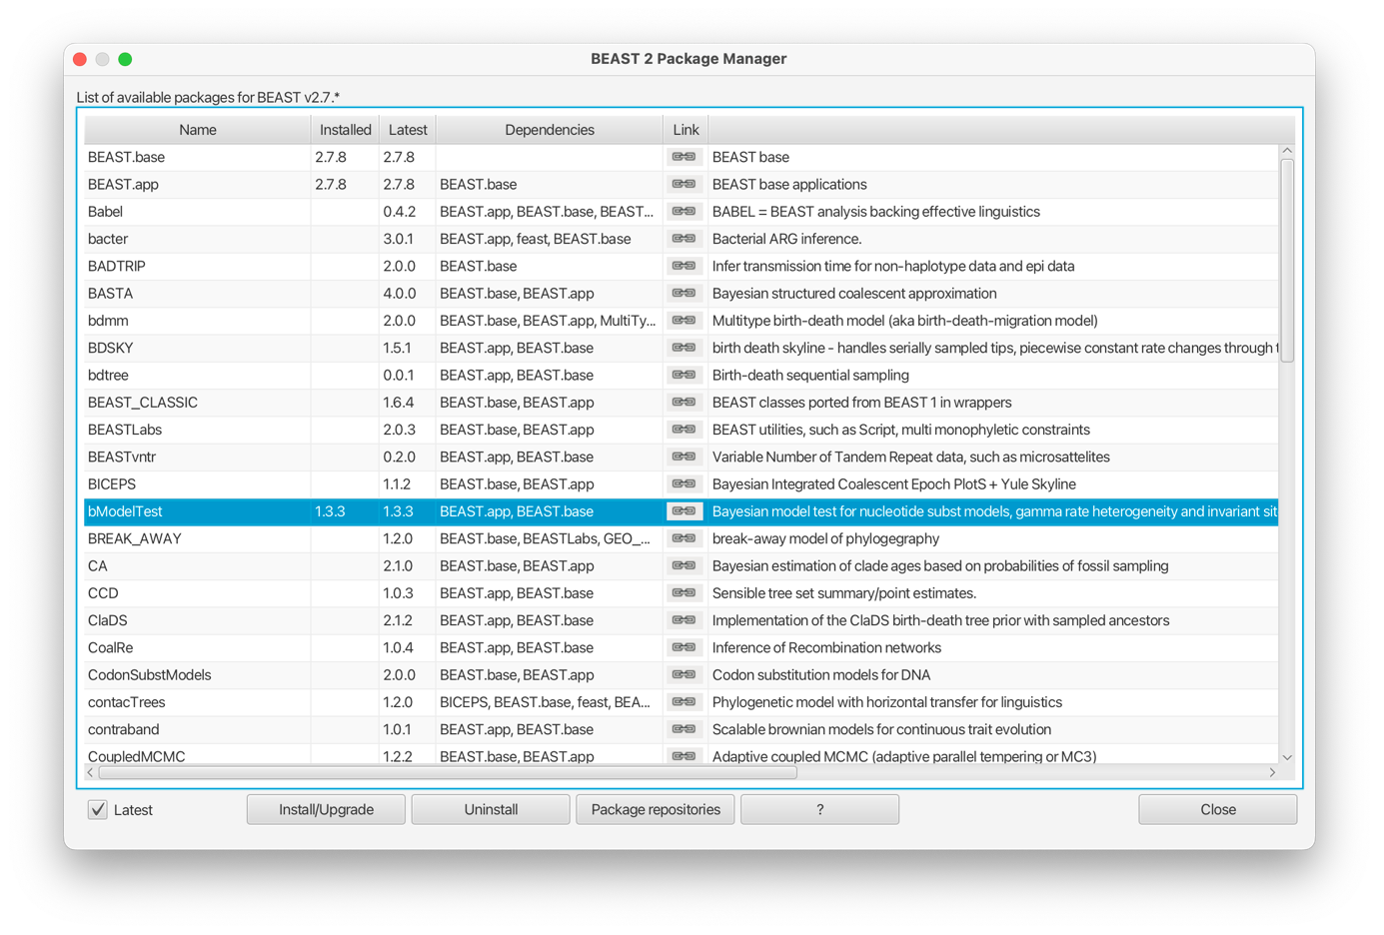 BEAST 2 Package Manager
List of available packages for BEAST v2.7.*
Name Installed Latest Dependencies Link
BEAST.base 2.7.8 2.7.8 BEAST base
BEAST.app 2.7.8 2.7.8 BEAST.base BEAST base applications
Babel 0.4.2 BEAST.app, BEAST.base, BEAST... BABEL = BEAST analysis backing effective linguistics
bacter 3.0.1 BEAST.app, feast, BEAST.base Bacterial ARG inference.
BADTRIP 2.0.0 BEAST.base Infer transmission time for non-haplotype data and epi data
BASTA 4.0.0 BEAST.base, BEAST.app Bayesian structured coalescent approximation
bdmm 2.0.0 BEAST.base, BEAST.app, MultiTy... Multitype birth-death model (aka birth-death-migration model)
BDSKY 1.5.1 BEAST.app, BEAST.base birth death skyline - handles serially sampled tips, piecewise constant rate changes through t
bdtree 0.0.1 BEAST.app, BEAST.base Birth-death sequential sampling
BEAST_CLASSIC 1.6.4 BEAST.base, BEAST.app BEAST classes ported from BEAST 1 in wrappers
BEASTLabs 2.0.3 BEAST.base, BEAST.app BEAST utilities, such as Script, multi monophyletic constraints
BEASTvntr 0.2.0 BEAST.app, BEAST.base Variable Number of Tandem Repeat data, such as microsattelites
BICEPS 1.1.2 BEAST.base, BEAST.app Bayesian Integrated Coalescent Epoch PlotS + Yule Skyline
bModelTest 1.3.3 1.3.3 BEAST.app, BEAST.base Bayesian model test for nucleotide subst models, gamma rate heterogeneity and invariant sit
BREAK_AWAY 1.2.0 BEAST.base, BEASTLabs, GEO_... break-away model of phylogegraphy
CA 2.1.0 BEAST.base, BEAST.app Bayesian estimation of clade ages based on probabilities of fossil sampling
CCD 1.0.3 BEAST.app, BEAST.base Sensible tree set summary/point estimates.
ClaDS 2.1.2 BEAST.app, BEAST.base Implementation of the ClaDS birth-death tree prior with sampled ancestors
CoalRe 1.0.4 BEAST.app, BEAST.base Inference of Recombination networks
CodonSubstModels 2.0.0 BEAST.base, BEAST.app Codon substitution models for DNA
contacTrees 1.2.0 BICEPS, BEAST.base, feast, BEA... Phylogenetic model with horizontal transfer for linguistics
contraband 1.0.1 BEAST.app, BEAST.base Scalable brownian models for continuous trait evolution
CoupledMCMC 1.2.2 BEAST.base, BEAST.app Adaptive coupled MCMC (adaptive parallel tempering or MC3)
Latest Install/Upgrade Uninstall Package repositories ? Close